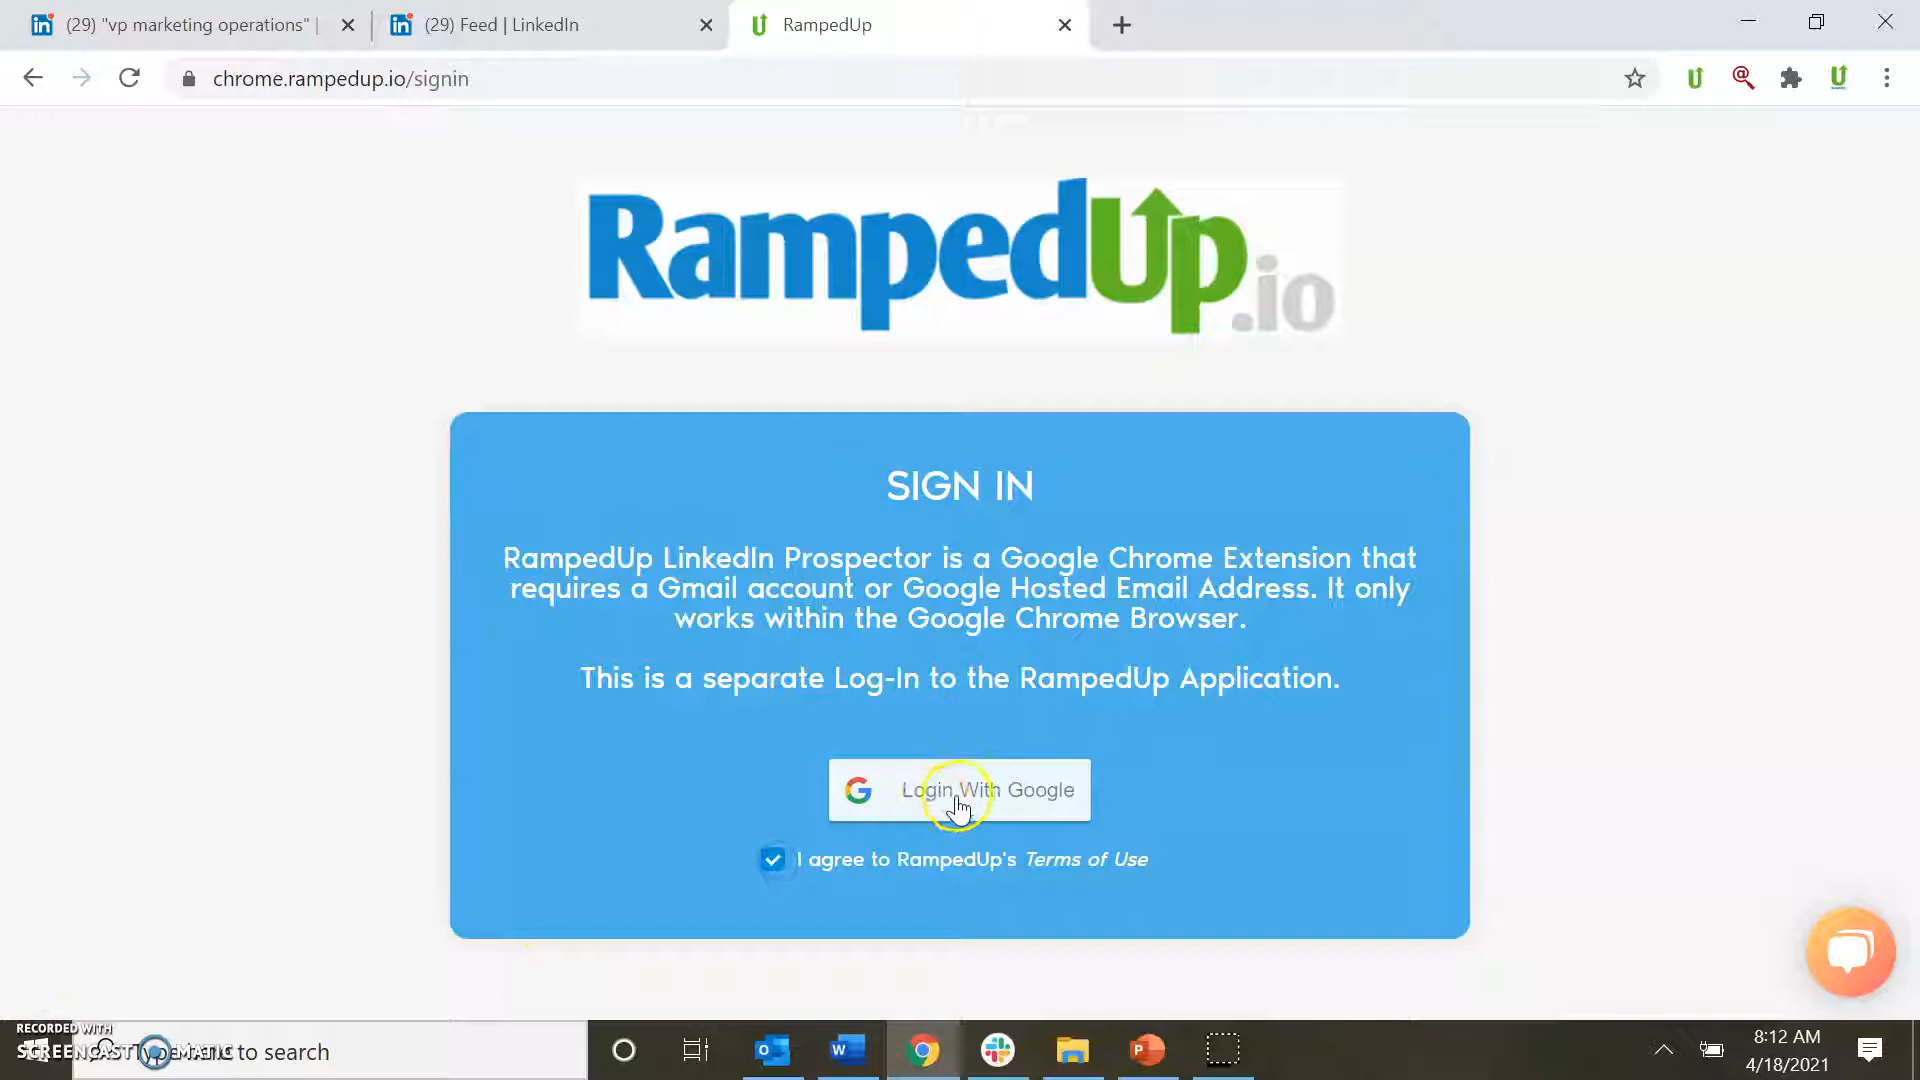 (29) "vp marketing operations" |
(29) Feed | LinkedIn
RampedUp
chrome.rampedup.io/signin
RampedUp.io
SIGN IN
RampedUp LinkedIn Prospector is a Google Chrome Extension that
requires a Gmail account or Google Hosted Email Address. It only
works within the Google Chrome Browser.
This is a separate Log-In to the RampedUp Application.
Login With Google
I agree to RampedUp's Terms of Use
RECORDED WITH
SCREENCAST MATIC
to search
8:12 AM
4/18/2021